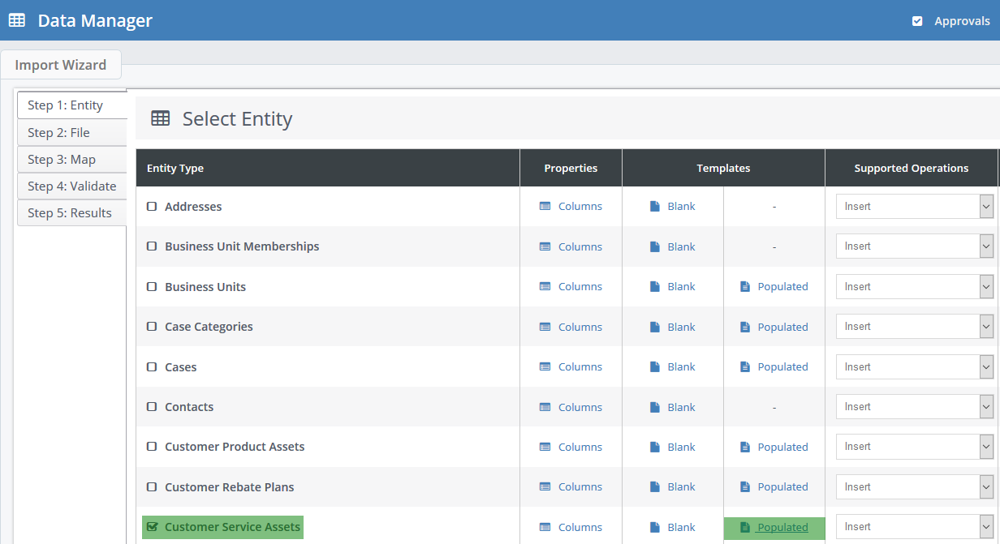 Data Manager
Approvals
Import Wizard
Step 1: Entity
Step 2: File
Step 3: Map
Step 4: Validate
Step 5: Results
Select Entity
Entity Type Properties Templates Supported Operations
Addresses Columns Blank - Insert
Business Unit Memberships Columns Blank - Insert
Business Units Columns Blank Populated Insert
Case Categories Columns Blank Populated Insert
Cases Columns Blank Populated Insert
Contacts Columns Blank - Insert
Customer Product Assets Columns Blank Populated Insert
Customer Rebate Plans Columns Blank Populated Insert
Customer Service Assets Columns Blank Populated Insert